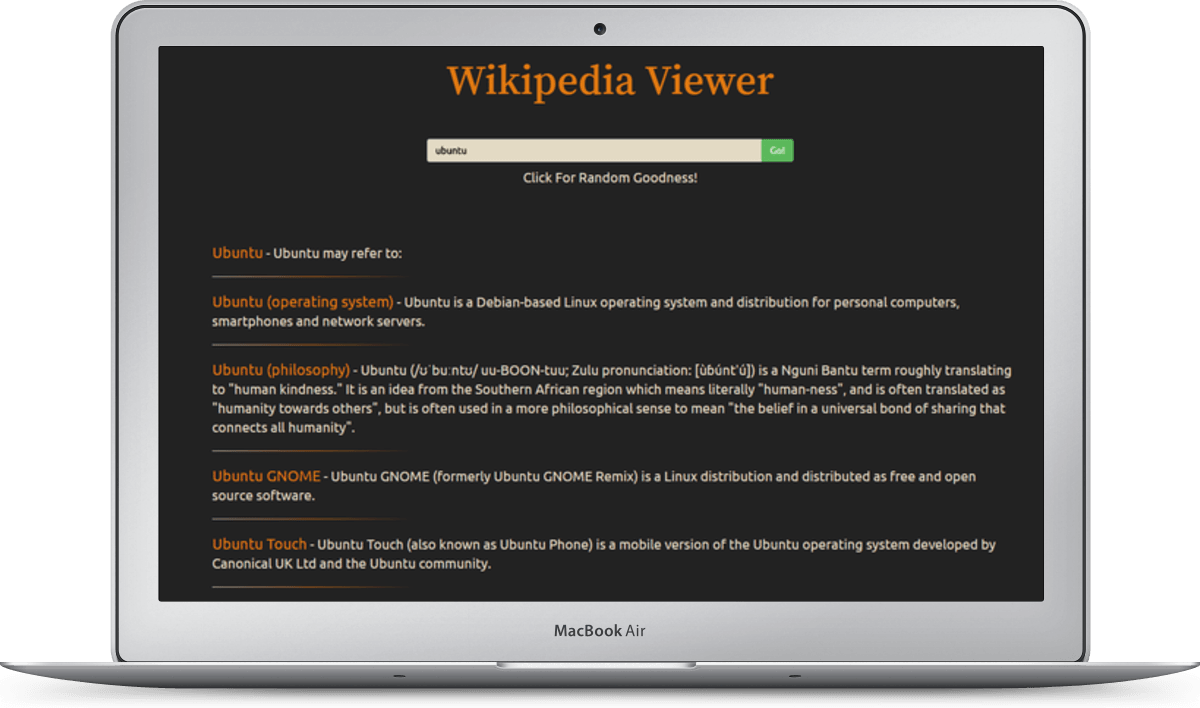 Wikipedia Viewer
ubuntu Go!
Click For Random Goodness!
Ubuntu - Ubuntu may refer to:
Ubuntu (operating system) - Ubuntu is a Debian-based Linux operating system and distribution for personal computers,
smartphones and network servers.
Ubuntu (philosophy) - Ubuntu (/ʊˈbuːntʊ/ uu-BOON-tuu; Zulu pronunciation: [ùɓúntʼú]) is a Nguni Bantu term roughly translating
to "human kindness." It is an idea from the Southern African region which means literally "human-ness", and is often translated as
"humanity towards others", but is often used in a more philosophical sense to mean "the belief in a universal bond of sharing that
connects all humanity".
Ubuntu GNOME - Ubuntu GNOME (formerly Ubuntu GNOME Remix) is a Linux distribution and distributed as free and open
source software.
Ubuntu Touch - Ubuntu Touch (also known as Ubuntu Phone) is a mobile version of the Ubuntu operating system developed by
Canonical UK Ltd and the Ubuntu community.
MacBook Air